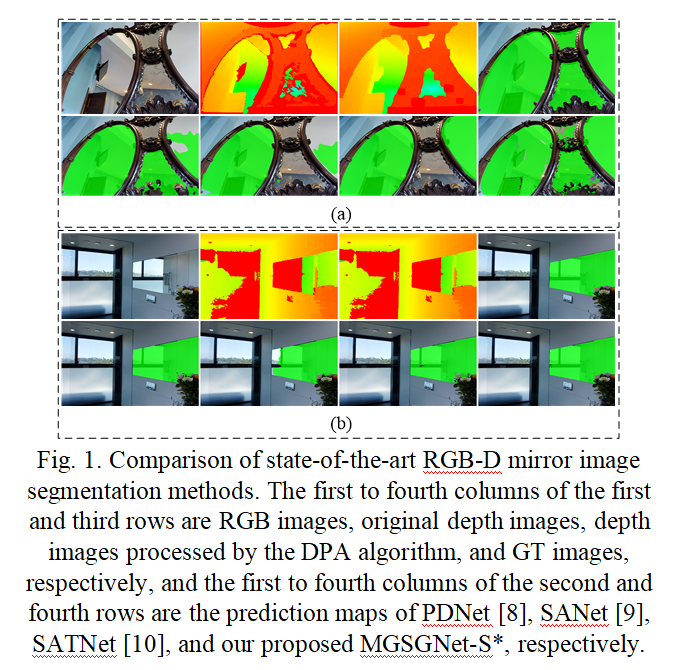 (a)
(b)
Fig. 1. Comparison of state-of-the-art RGB-D mirror image
segmentation methods. The first to fourth columns of the first
and third rows are RGB images, original depth images, depth
images processed by the DPA algorithm, and GT images,
respectively, and the first to fourth columns of the second and
fourth rows are the prediction maps of PDNet [8], SANet [9],
SATNet [10], and our proposed MGSGNet-S*, respectively.